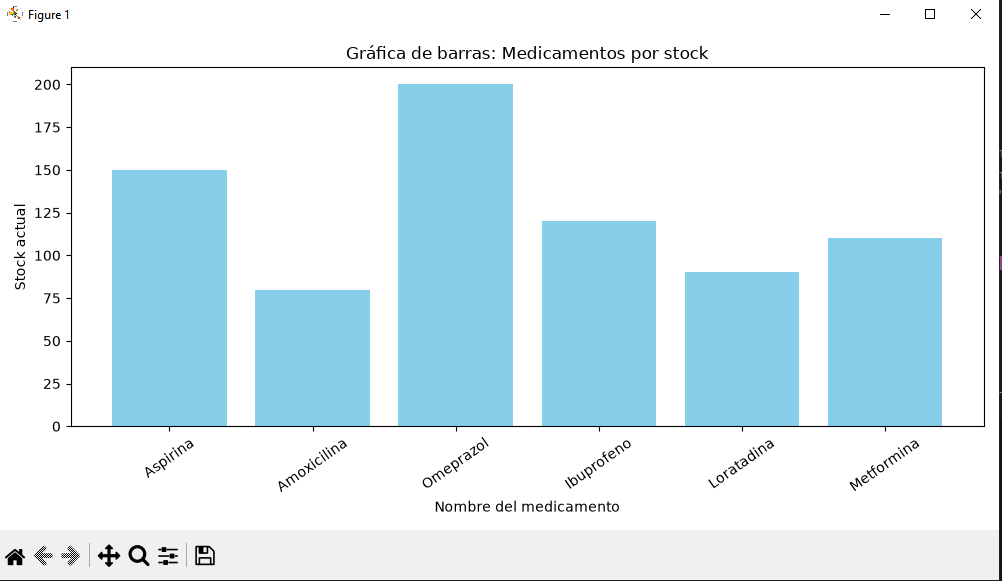 Figure 1
Gráfica de barras: Medicamentos por stock
200
175
150
125
100
75
50
25
0
Stock actual
Aspirina
Amoxicilina
Omeprazol
Ibuprofeno
Loratadina
Metformina
Nombre del medicamento